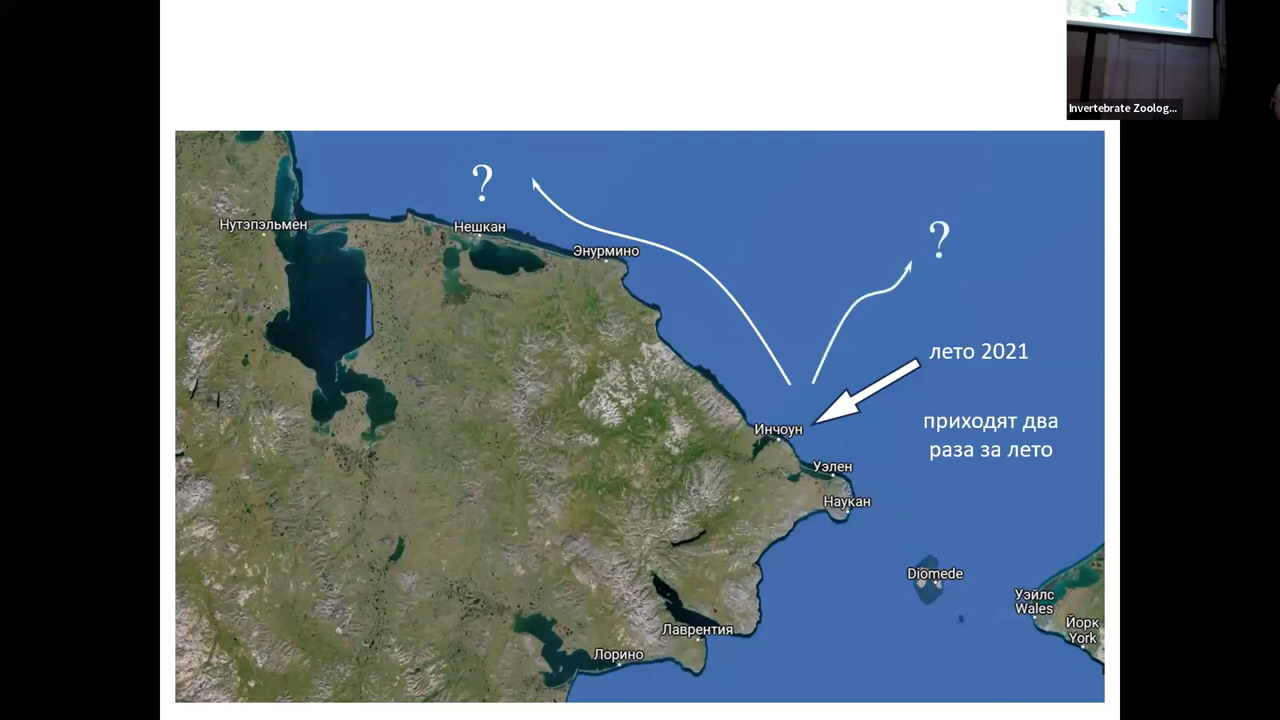 Invertebrate Zoolog...
?
Нутэпэльмен
Нешкан
Энурмино
?
лето 2021
приходят два
раза за лето
Инчоун
Уэлен
Наукан
Diomede
Уэйлс
Wales
Йорк
York
Лаврентия
Лорино